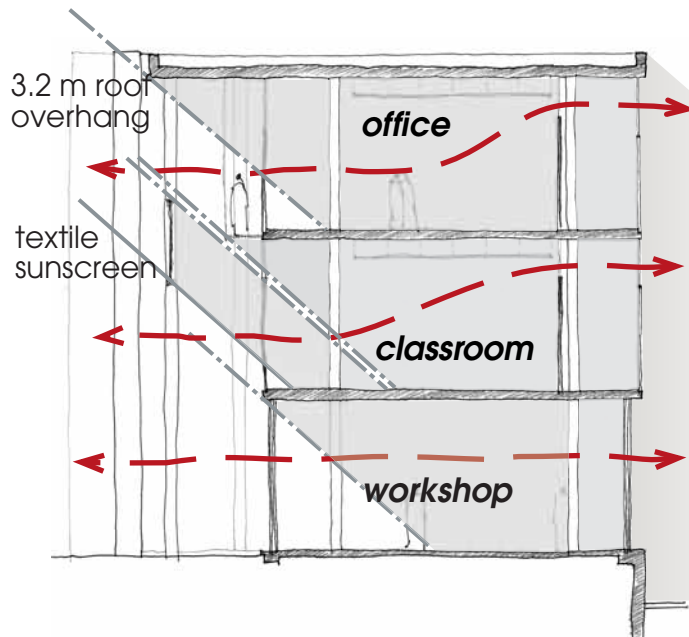 3.2 m roof
overhang
office
textile
sunscreen
classroom
workshop